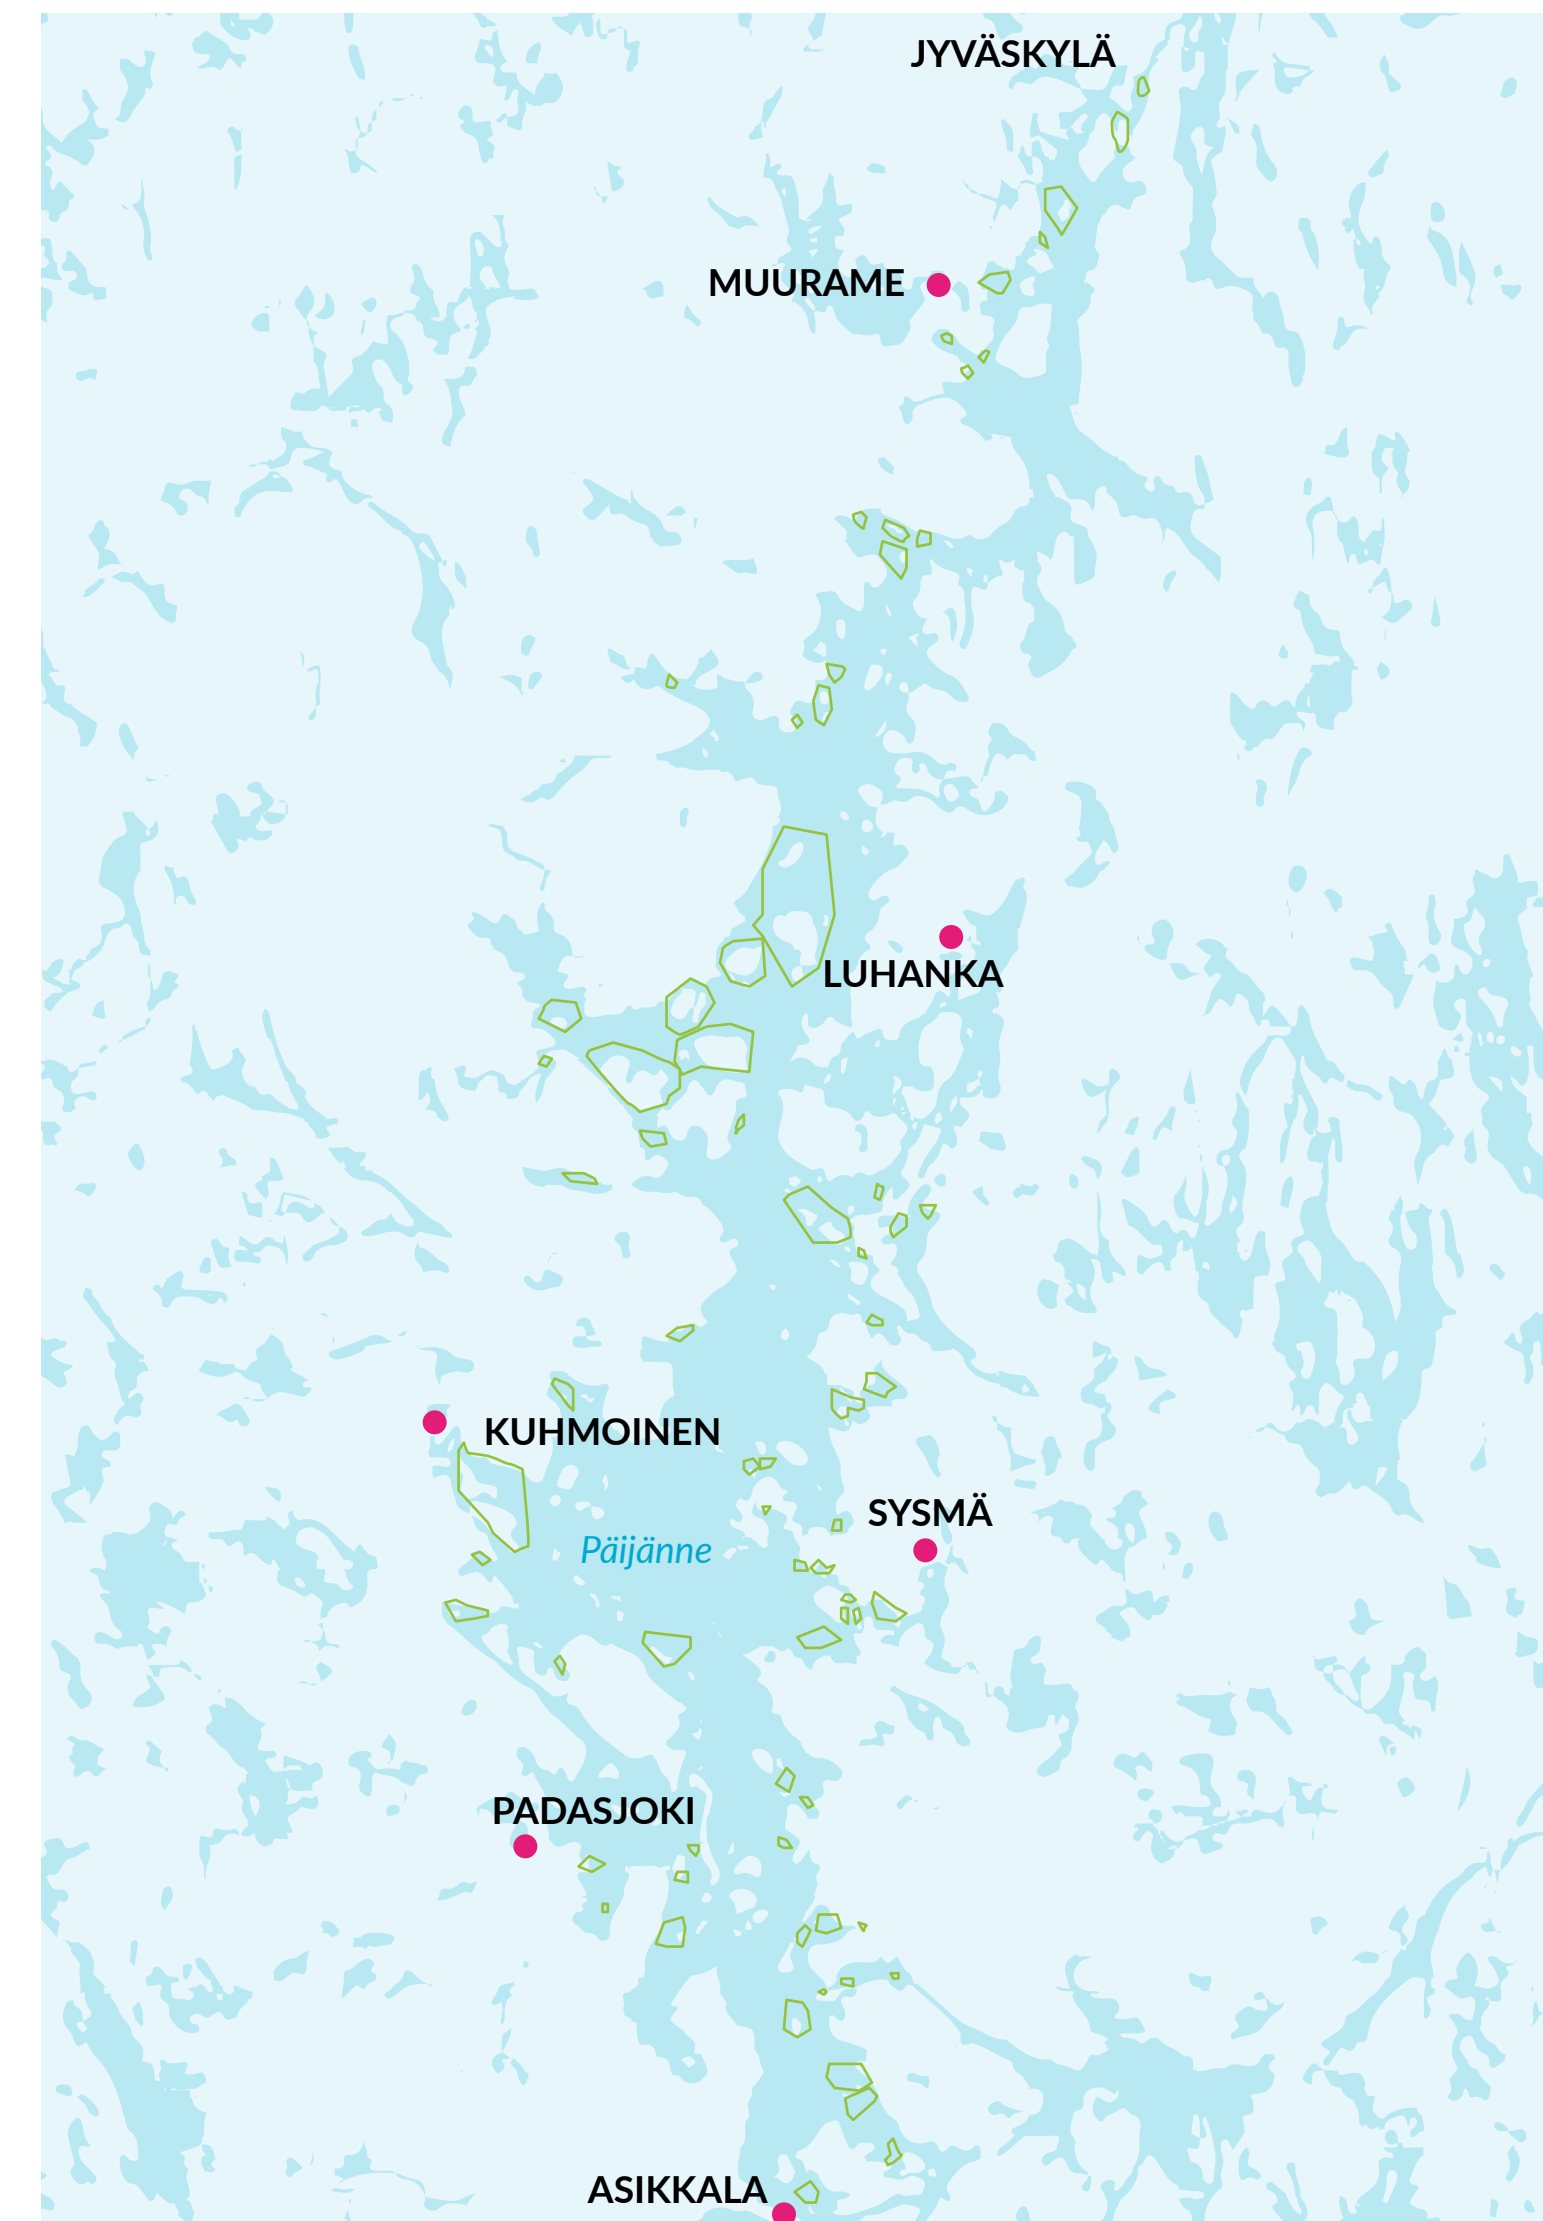 JYVÄSKYLÄ
MUURAME
LUHANKA
KUHMOINEN
SYSMÄ
Päijänne
PADASJOKI
ASIKKALA